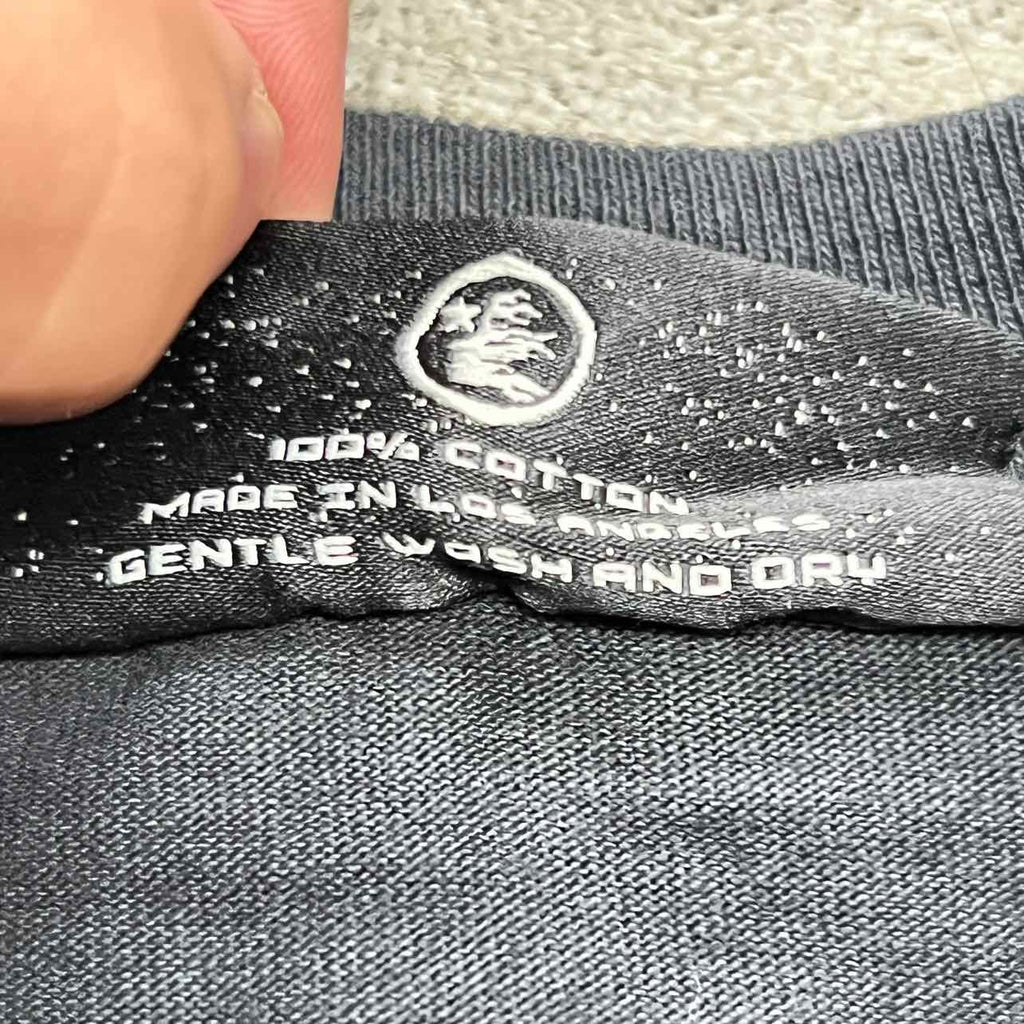 100% COTTON
MADE IN LOS ANGELES
GENTLE WASH AND DRY